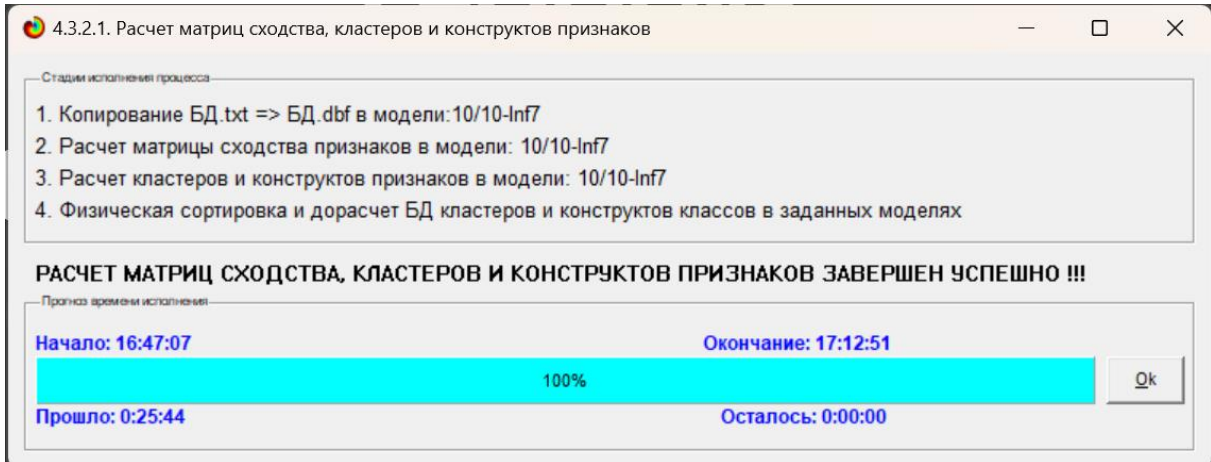 4.3.2.1. Расчет матриц сходства, кластеров и конструктов признаков
Стадии исполнения процесса
1. Копирование БД.txt => БД.dbf в модели:10/10-Inf7
2. Расчет матрицы сходства признаков в модели: 10/10-Inf7
3. Расчет кластеров и конструктов признаков в модели: 10/10-Inf7
4. Физическая сортировка и дорасчет БД кластеров и конструктов классов в заданных моделях
РАСЧЕТ МАТРИЦ СХОДСТВА, КЛАСТЕРОВ И КОНСТРУКТОВ ПРИЗНАКОВ ЗАВЕРШЕН УСПЕШНО !!!
Прогноз времени исполнения
Начало: 16:47:07 Окончание: 17:12:51
100% Ok
Прошло: 0:25:44 Осталось: 0:00:00